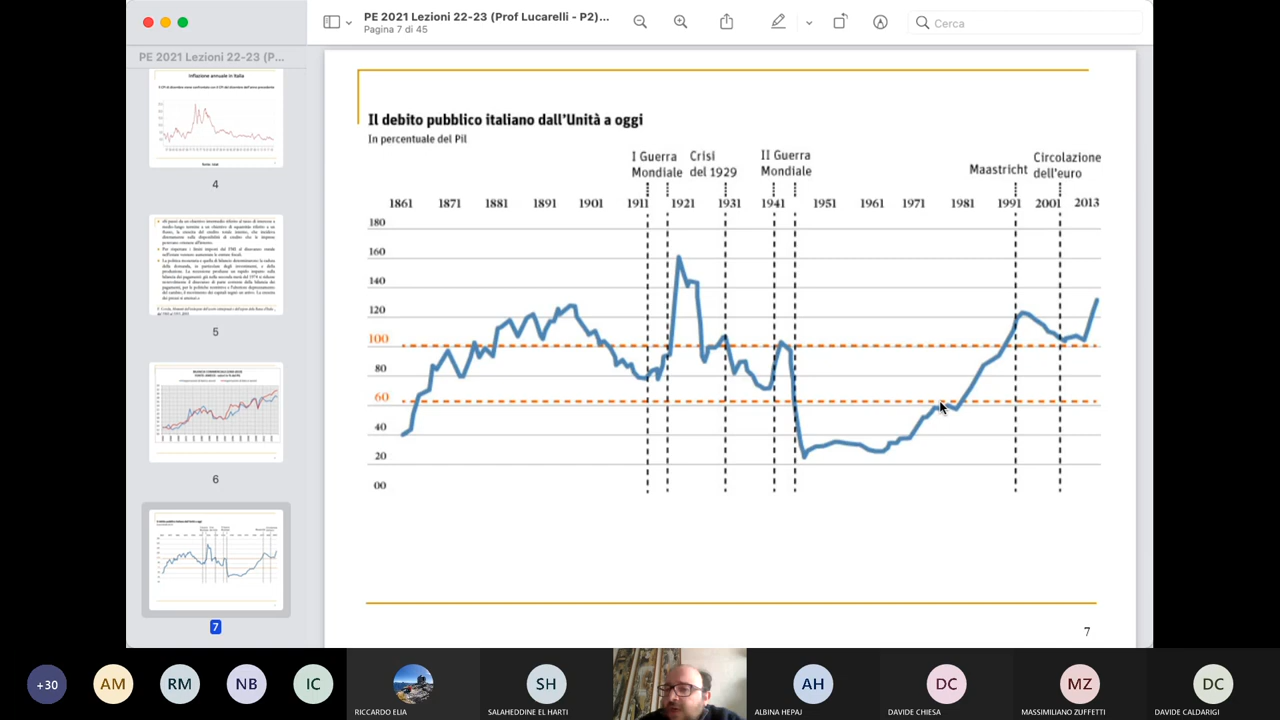 PE 2021 Lezioni 22-23 (Prof Lucarelli - P2)...
Pagina 7 di 45
Cerca
PE 2021 Lezioni 22-23 (P...
Inflazione annuale in Italia
4
5
6
7
Il debito pubblico italiano dall'Unità a oggi
In percentuale del Pil
I Guerra
Mondiale
Crisi
del 1929
II Guerra
Mondiale
Maastricht
Circolazione
dell'euro
1861 1871 1881 1891 1901 1911 1921 1931 1941 1951 1961 1971 1981 1991 2001 2013
180
160
140
120
100
80
60
40
20
00
7
+30
AM
RM
NB
IC
RICCARDO ELIA
SH
SALAHEDDINE EL HARTI
AH
ALBINA HEPAJ
DC
DAVIDE CHIESA
MZ
MASSIMILIANO ZUFFETTI
DC
DAVIDE CALDARIGI